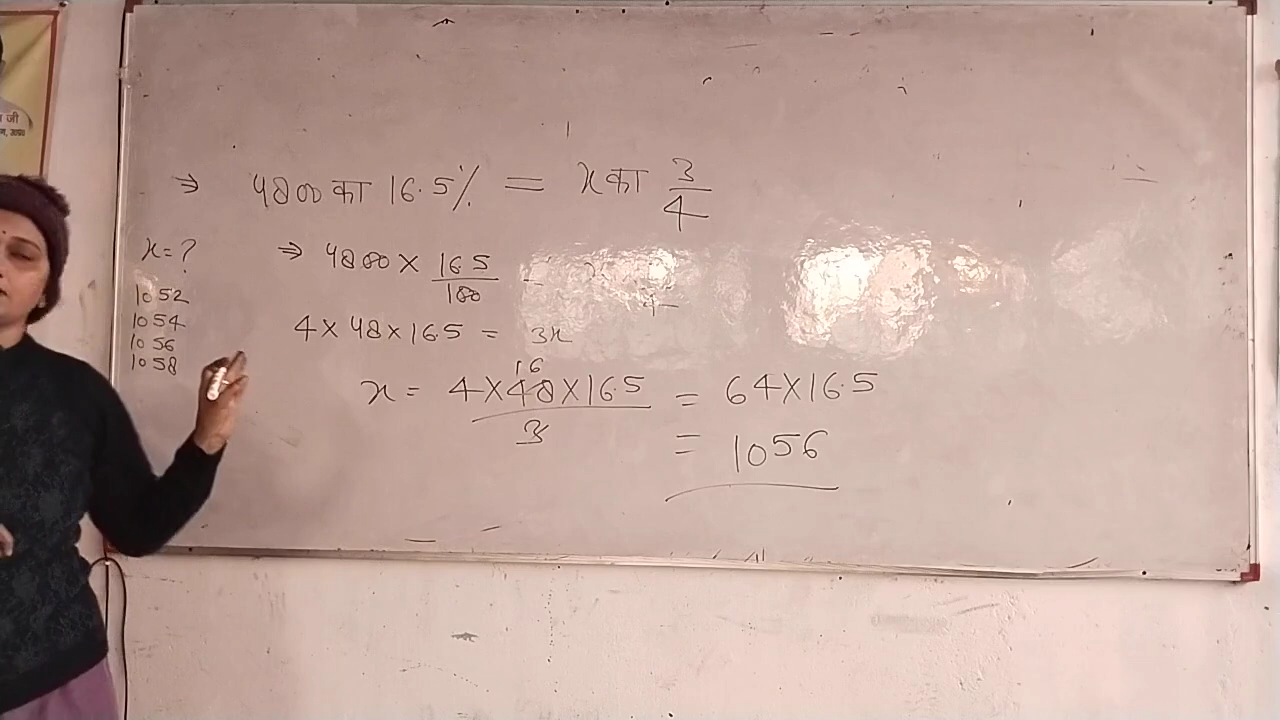 जी
⇒ 4800 का 16.5% = x का 3/4
x = ?
1052
1054
1056
1058
⇒ 4800 × 16.5/100 =
4 × 48 × 16.5 = 3x
16
x = 4×48×16.5/3 = 64×16.5
= 1056